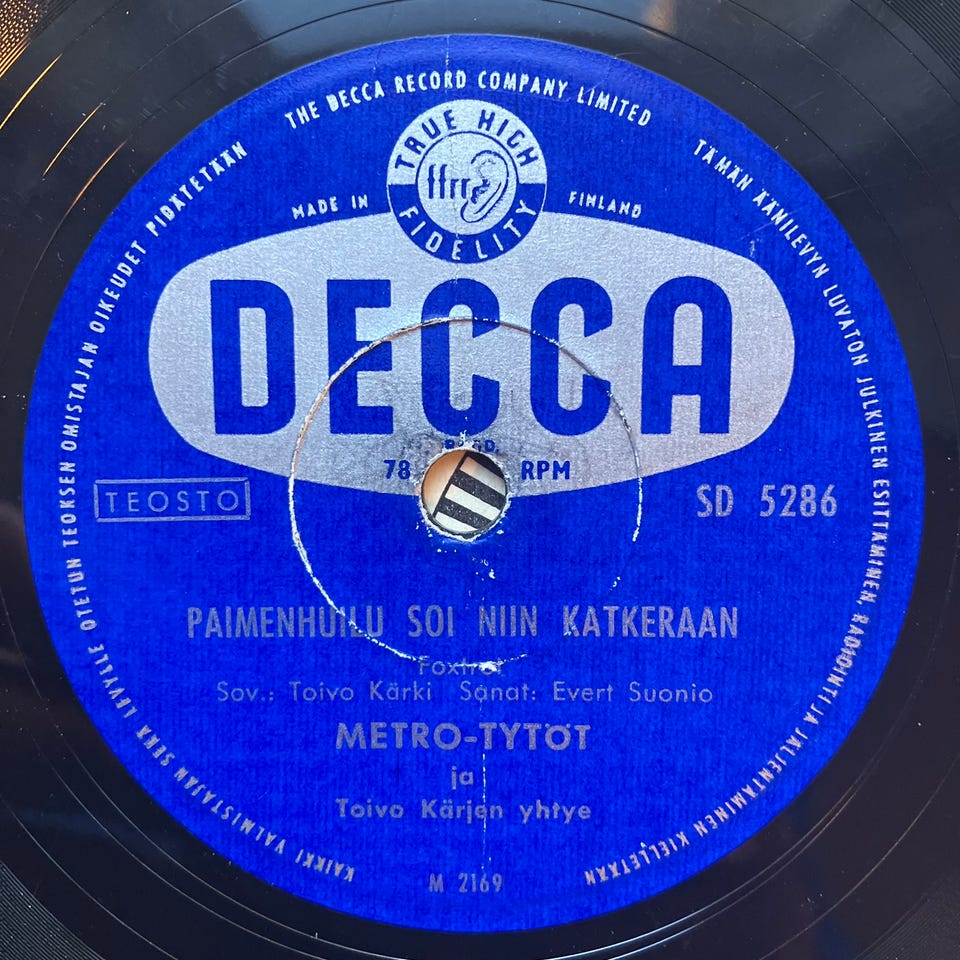 THE DECCA RECORD COMPANY LIMITED
TÄMÄN ÄÄNILEVYN LUVATON JULKINEN ESITTÄMINEN, RADIOINTI JA JÄLJENTÄMINEN KIELLETÄÄN
KAIKKI VALMISTAJAN SEKÄ LEVYLLE OTETUN TEOKSEN OMISTAJAN OIKEUDET PIDÄTETÄÄN
TRUE HIGH
ffrr
FIDELITY
MADE IN FINLAND
DECCA
78 RPM
TEOSTO
SD 5286
PAIMENHUILU SOI NIIN KATKERAAN
Foxtrot
Sov.: Toivo Kärki Sanat: Evert Suonio
METRO-TYTÖT
ja
Toivo Kärjen yhtye
M 2169